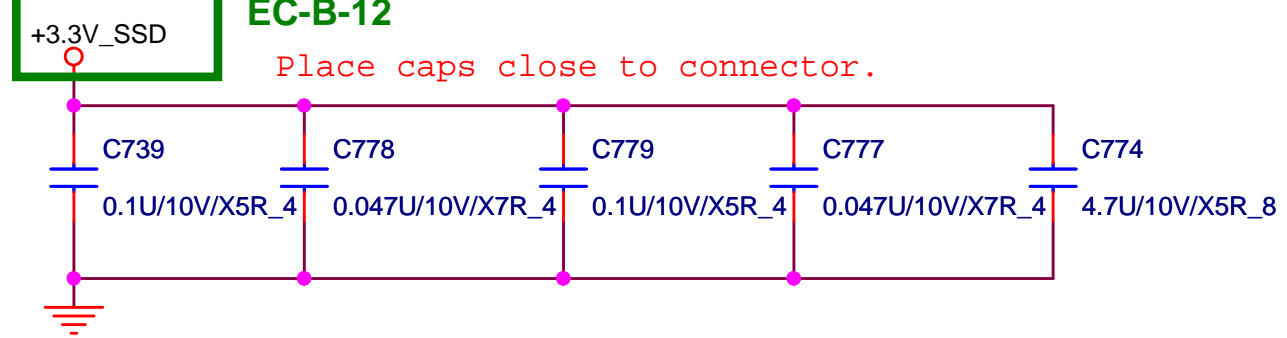 EC-B-12
+3.3V_SSD
Place caps close to connector.
C739
C778
C779
C777
C774
0.1U/10V/X5R_4
0.047U/10V/X7R_4
0.1U/10V/X5R_4
0.047U/10V/X7R_4
4.7U/10V/X5R_8